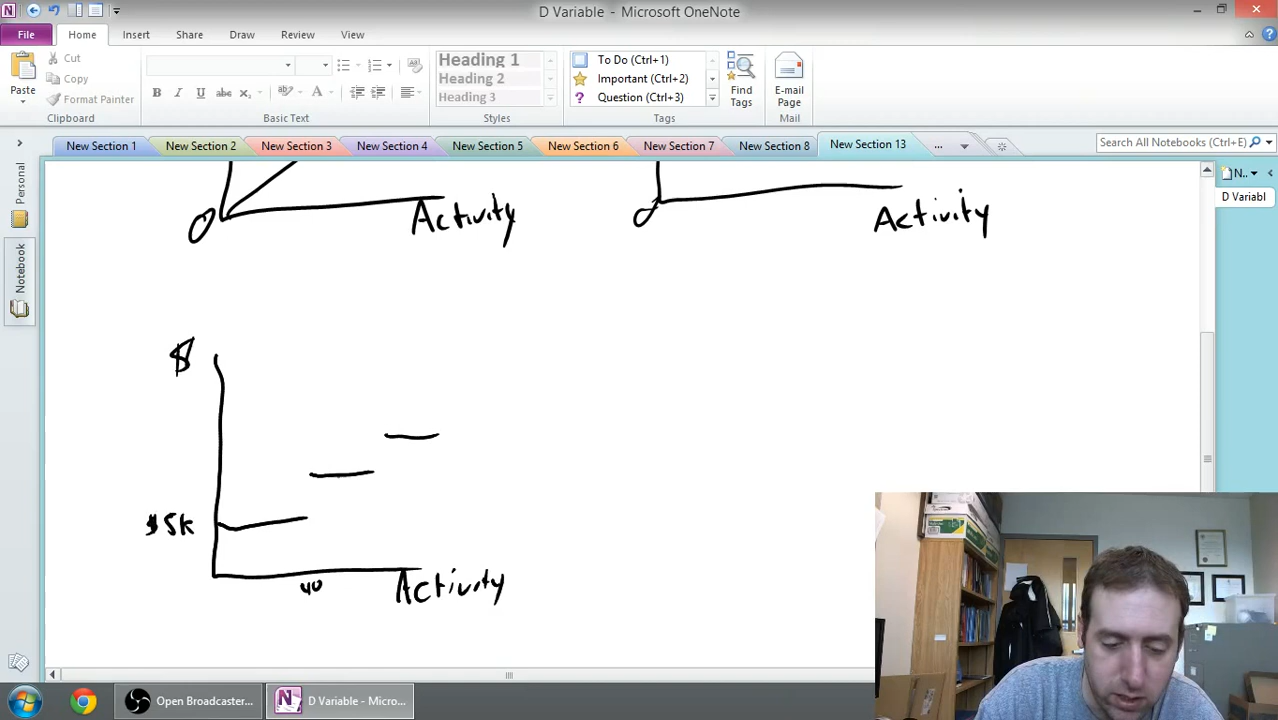 D Variable - Microsoft OneNote
File Home Insert Share Draw Review View
Paste
Cut
Copy
Format Painter
Clipboard
B I U abc X₂ A
Basic Text
Heading 1
Heading 2
Heading 3
Styles
To Do (Ctrl+1)
Important (Ctrl+2)
Question (Ctrl+3)
Tags
Find Tags
E-mail Page
Mail
New Section 1 New Section 2 New Section 3 New Section 4 New Section 5 New Section 6 New Section 7 New Section 8 New Section 13 ...
Search All Notebooks (Ctrl+E)
Personal
Notebook
N..
D Variabl
0 Activity
0 Activity
$
$5k
40 Activity
Open Broadcaster...
D Variable - Micro...